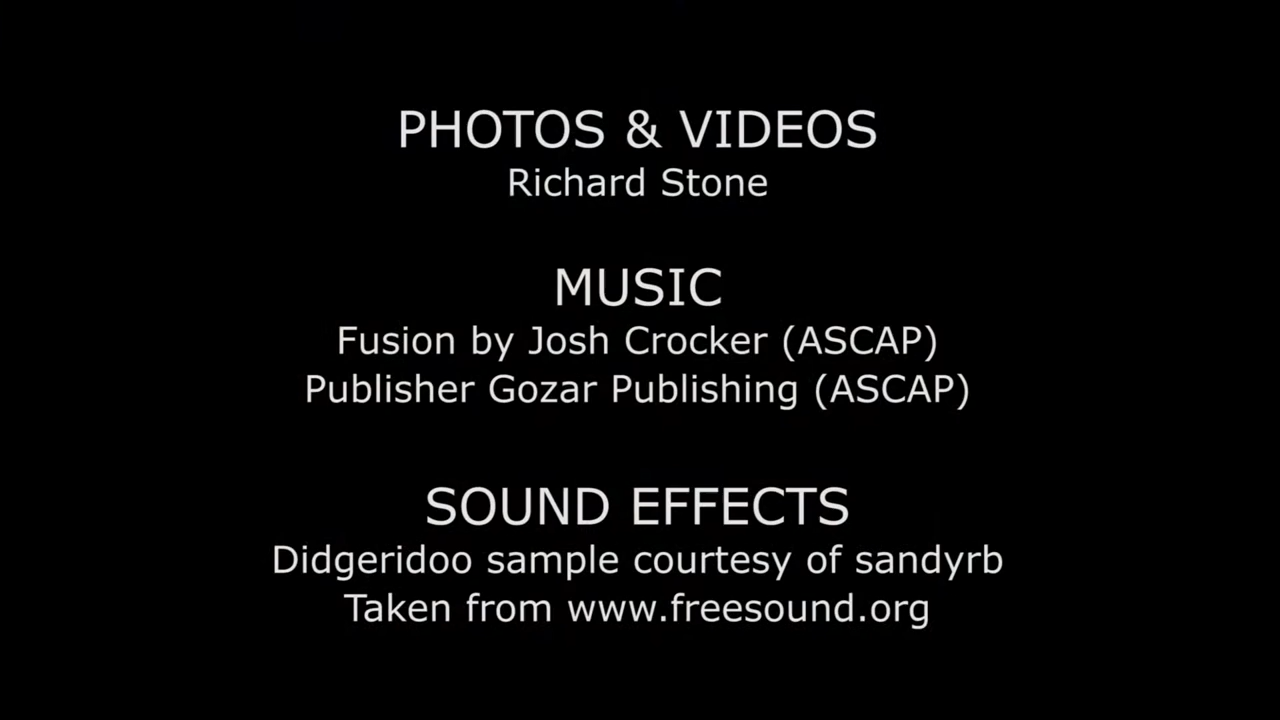 PHOTOS & VIDEOS
Richard Stone
MUSIC
Fusion by Josh Crocker (ASCAP)
Publisher Gozar Publishing (ASCAP)
SOUND EFFECTS
Didgeridoo sample courtesy of sandyrb
Taken from www.freesound.org